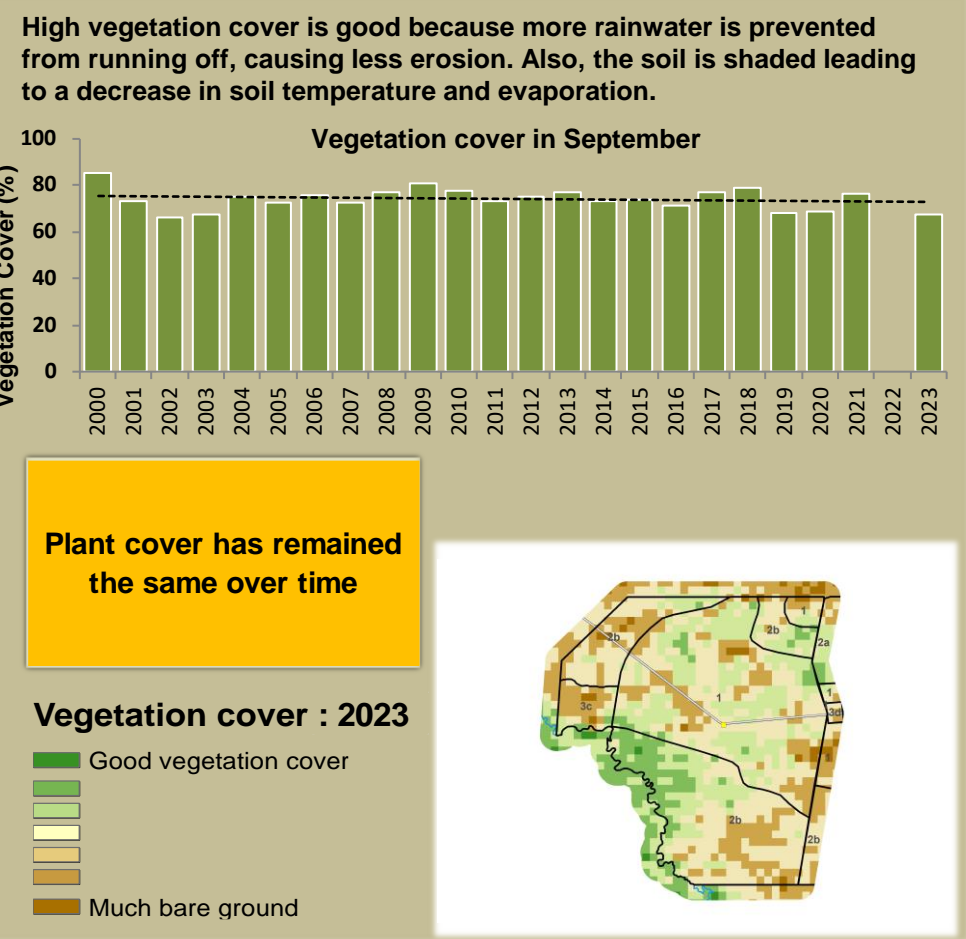 High vegetation cover is good because more rainwater is prevented
from running off, causing less erosion. Also, the soil is shaded leading
to a decrease in soil temperature and evaporation.
Vegetation cover in September
Vegetation Cover (%)
100
80
60
40
20
0
2000
2001
2002
2003
2004
2005
2006
2007
2008
2009
2010
2011
2012
2013
2014
2015
2016
2017
2018
2019
2020
2021
2022
2023
Plant cover has remained
the same over time
Vegetation cover : 2023
Good vegetation cover
Much bare ground
1
2b
2b
2a
1
1
3c
3d
1
2b
2b